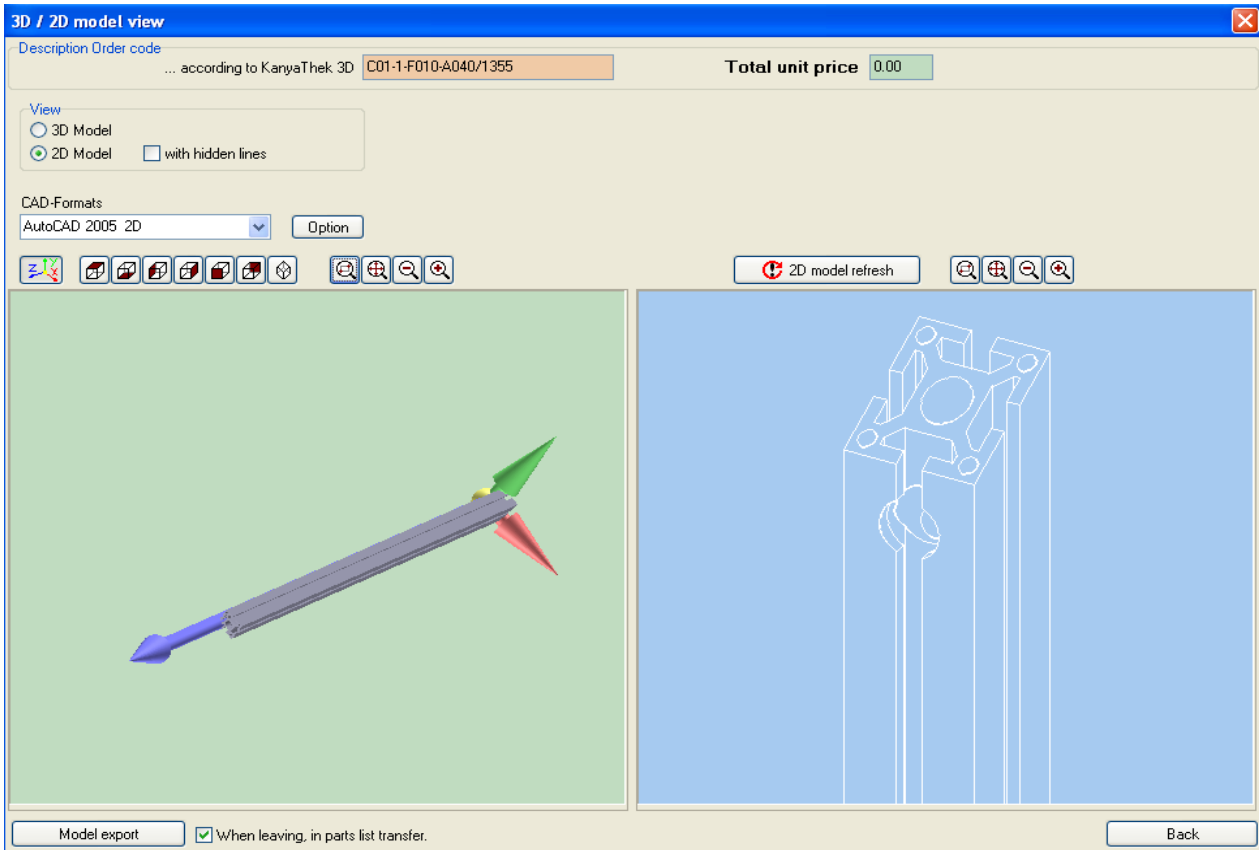 3D / 2D model view
Description Order code
... according to KanyaThek 3D C01-1-F010-A040/1355 Total unit price 0.00
View
3D Model
2D Model with hidden lines
CAD-Formats
AutoCAD 2005 2D Option
Z Y X 2D model refresh
Model export When leaving, in parts list transfer. Back